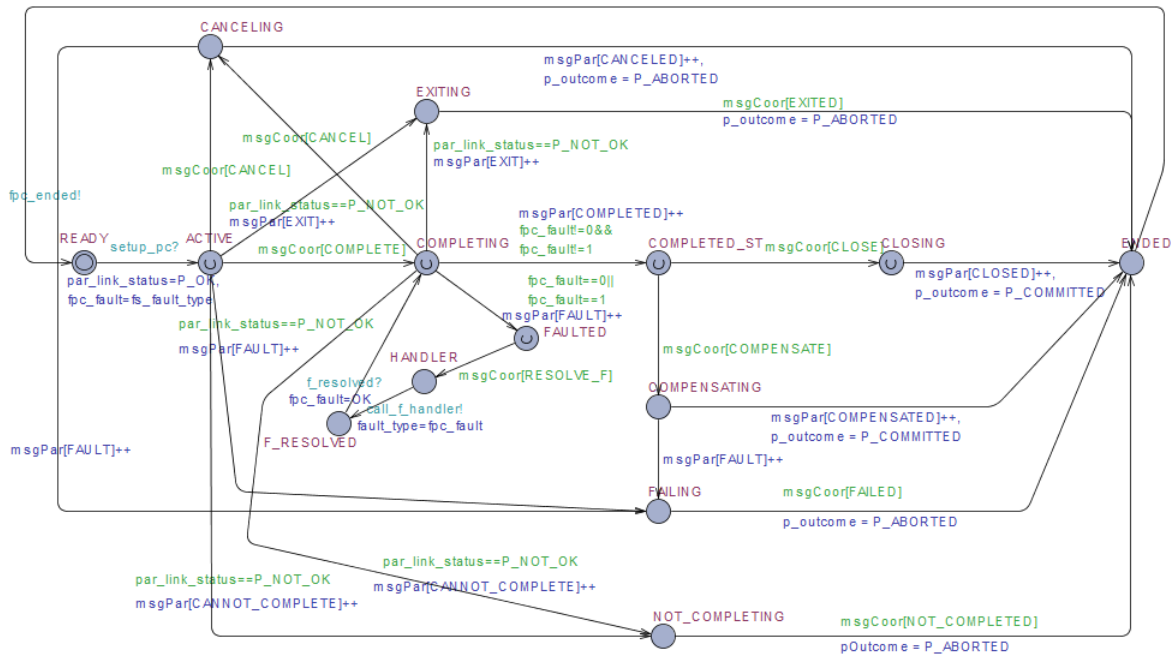 CANCELING
msgPar[CANCELED]++,
p_outcome = P_ABORTED
EXITING
msgCoor[EXITED]
p_outcome = P_ABORTED
msgCoor[CANCEL]
par_link_status==P_NOT_OK
msgPar[EXIT]++
msgCoor[CANCEL]
fpc_ended!
par_link_status==P_NOT_OK
msgPar[EXIT]++
msgPar[COMPLETED]++
fpc_fault!=0&&
fpc_fault!=1
READY
setup_pc?
ACTIVE
msgCoor[COMPLETE]
COMPLETING
COMPLETED_ST
msgCoor[CLOSE]
CLOSING
ENDED
par_link_status=P_OK,
fpc_fault=fs_fault_type
fpc_fault==0||
fpc_fault==1
msgPar[FAULT]++
msgPar[CLOSED]++,
p_outcome = P_COMMITTED
par_link_status==P_NOT_OK
msgPar[FAULT]++
FAULTED
HANDLER
msgCoor[RESOLVE_F]
msgCoor[COMPENSATE]
f_resolved?
fpc_fault=OK
call_f_handler!
fault_type=fpc_fault
F_RESOLVED
COMPENSATING
msgPar[COMPENSATED]++,
p_outcome = P_COMMITTED
msgPar[FAULT]++
msgPar[FAULT]++
FAILING
msgCoor[FAILED]
p_outcome = P_ABORTED
par_link_status==P_NOT_OK
msgPar[CANNOT_COMPLETE]++
par_link_status==P_NOT_OK
msgPar[CANNOT_COMPLETE]++
NOT_COMPLETING
msgCoor[NOT_COMPLETED]
pOutcome = P_ABORTED